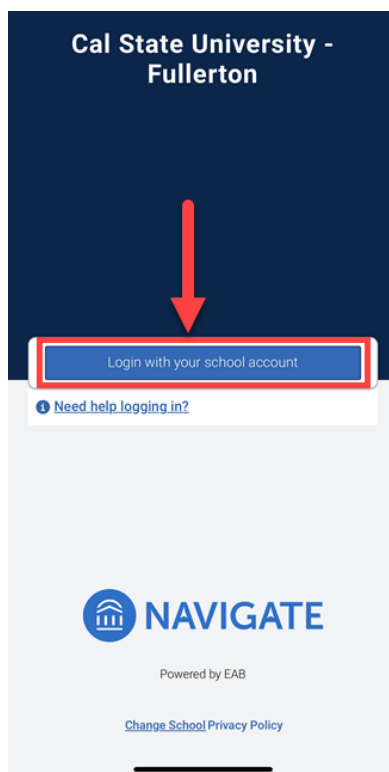 Cal State University -
Fullerton
Login with your school account
Need help logging in?
NAVIGATE
Powered by EAB
Change School Privacy Policy